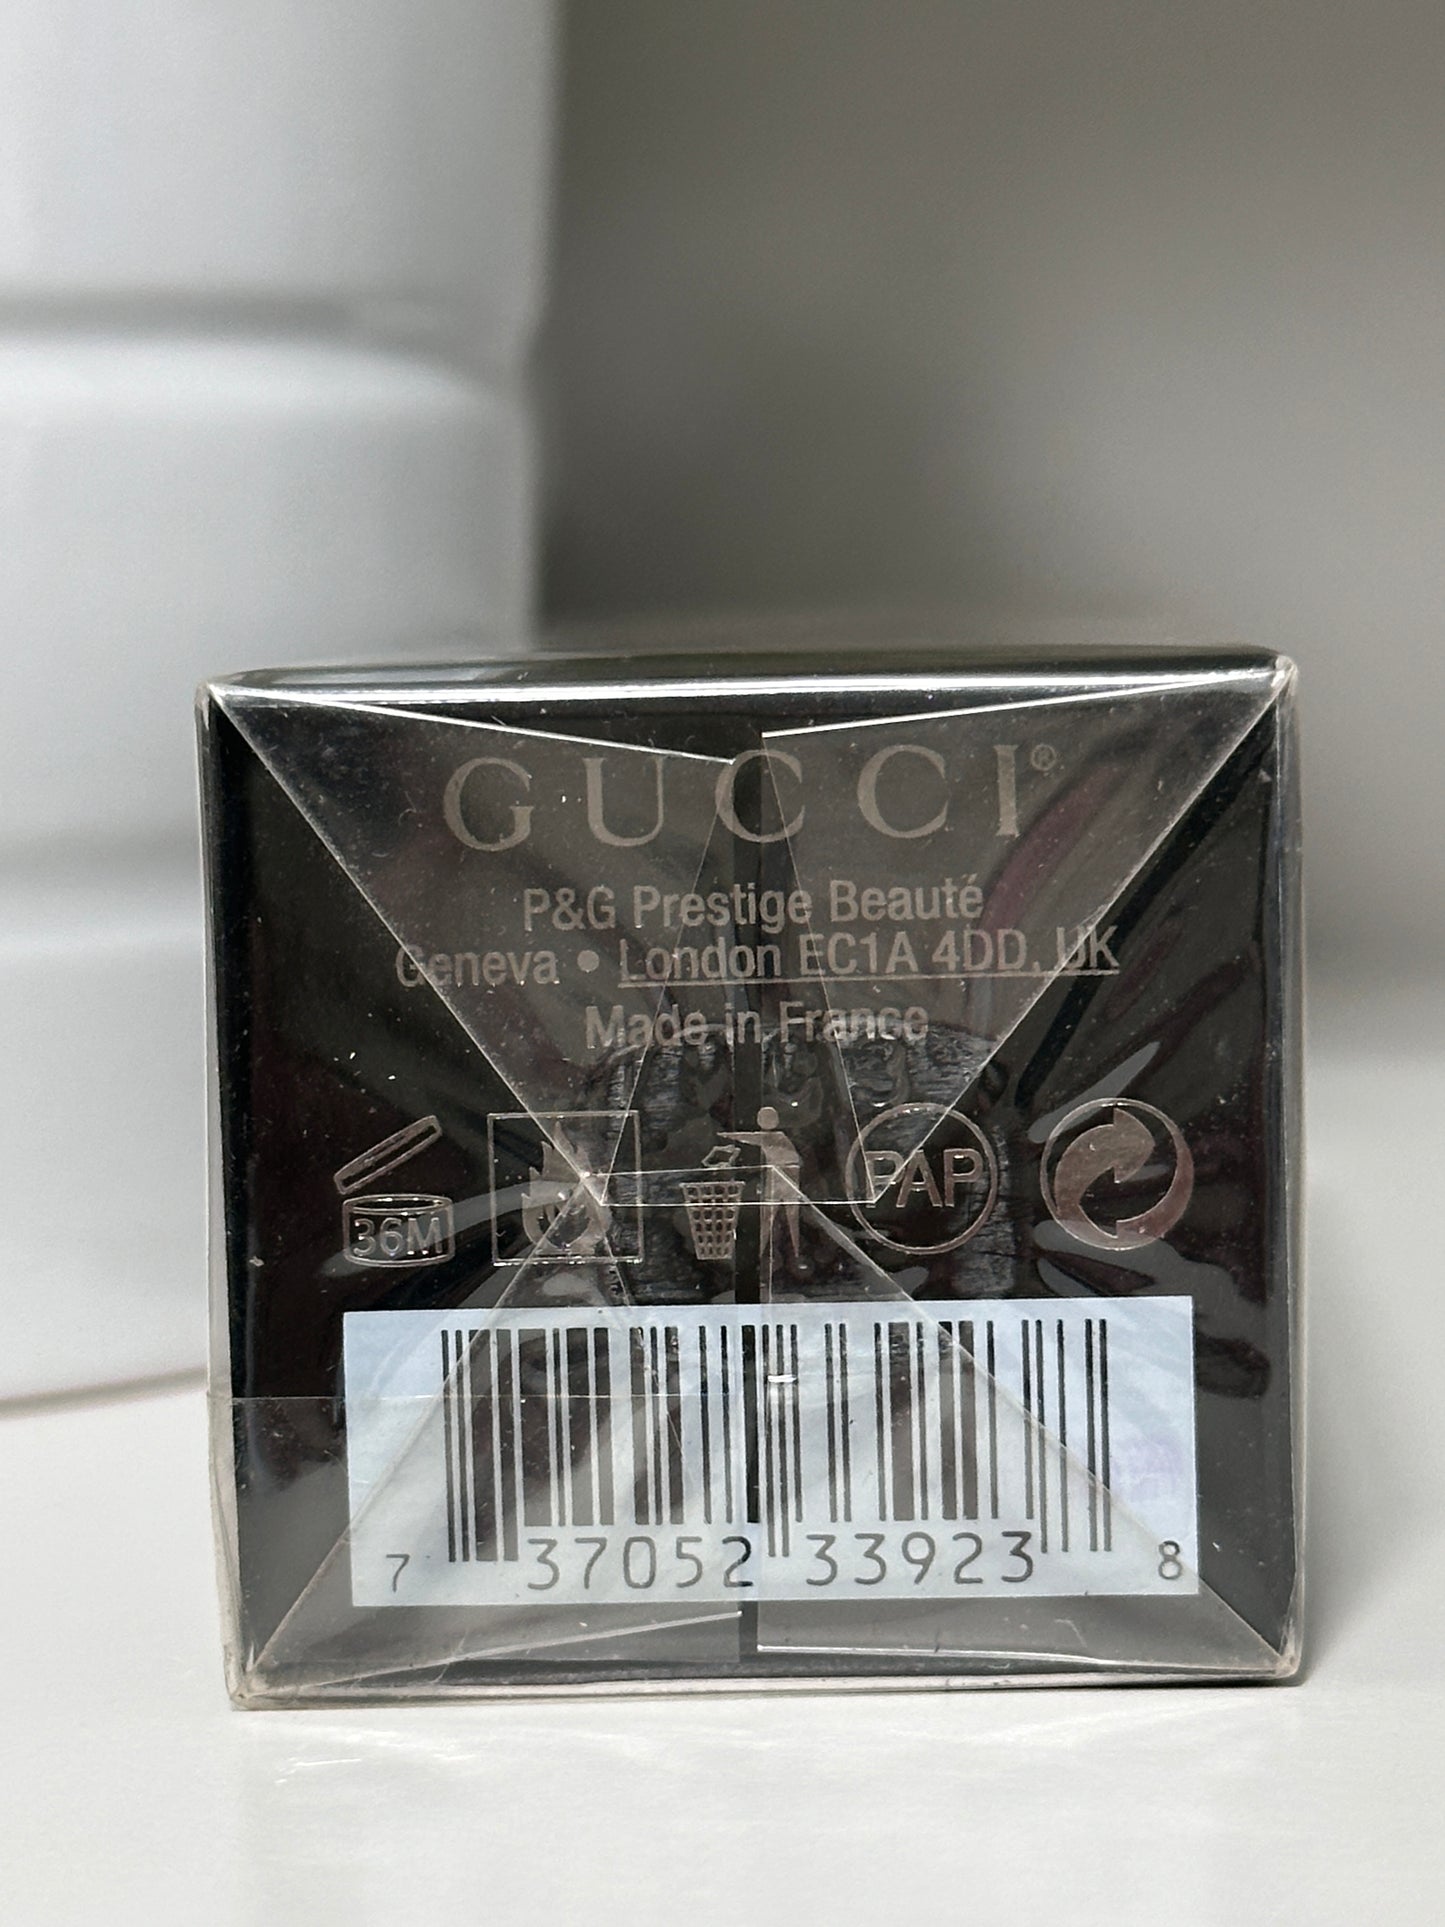 GUCCI®
P&G Prestige Beauté
Geneva • London EC1A 4DD, UK
Made in France
36M PAP
7 37052 33923 8